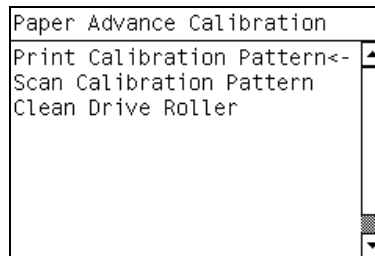 Paper Advance Calibration
Print Calibration Pattern<-
Scan Calibration Pattern
Clean Drive Roller